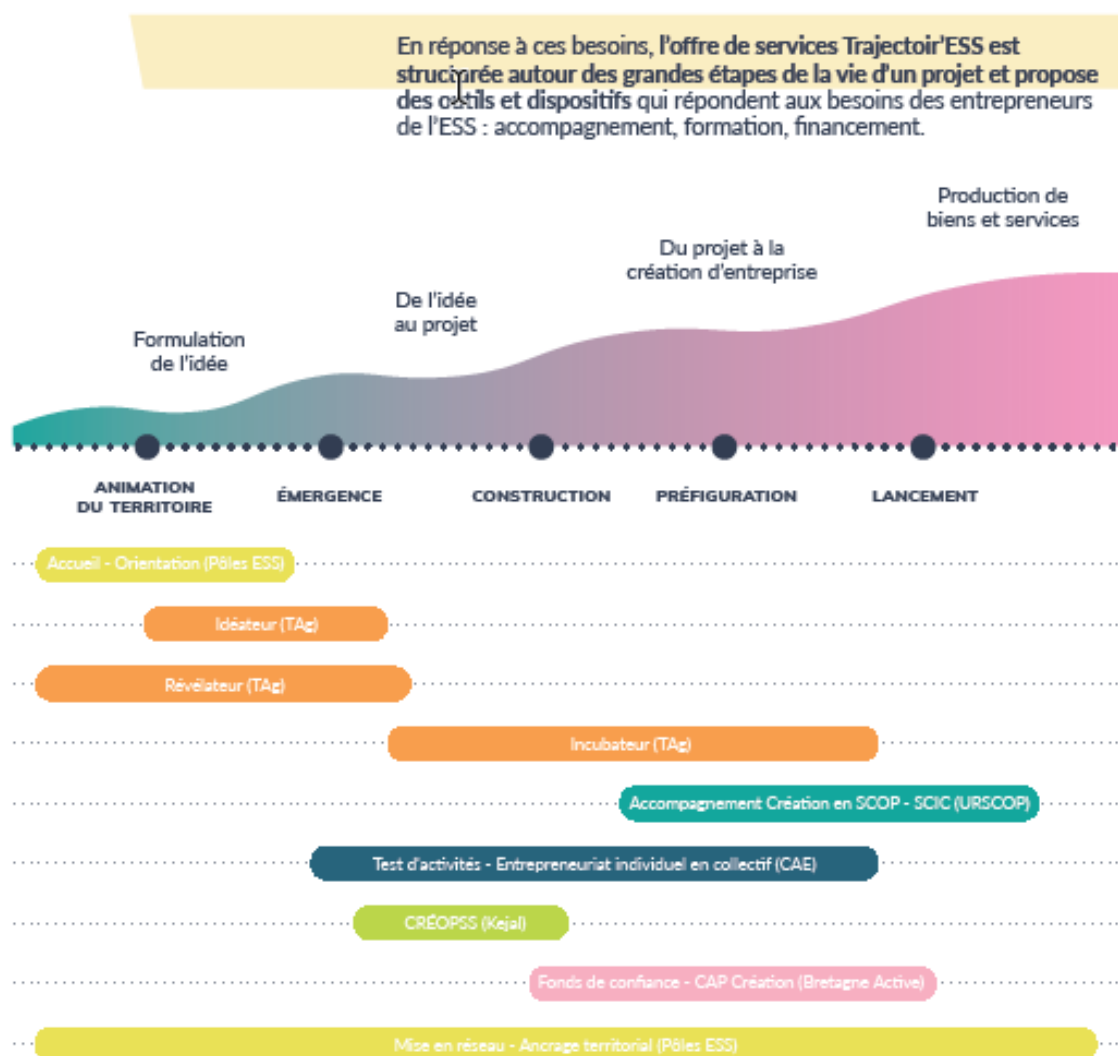 En réponse à ces besoins, l'offre de services Trajectoir'ESS est
structurée autour des grandes étapes de la vie d'un projet et propose
des outils et dispositifs qui répondent aux besoins des entrepreneurs
de l'ESS : accompagnement, formation, financement.
Production de
biens et services
Du projet à la
création d'entreprise
De l'idée
au projet
Formulation
de l'idée
ANIMATION
DU TERRITOIRE
ÉMERGENCE
CONSTRUCTION
PRÉFIGURATION
LANCEMENT
Accueil - Orientation (Pôles ESS)
Idéateur (TAg)
Révélateur (TAg)
Incubateur (TAg)
Accompagnement Création en SCOP - SCIC (URSCOP)
Test d'activités - Entrepreneuriat individuel en collectif (CAE)
CRÉOPSS (Kejal)
Fonds de confiance - CAP Création (Bretagne Active)
Mise en réseau - Ancrage territorial (Pôles ESS)